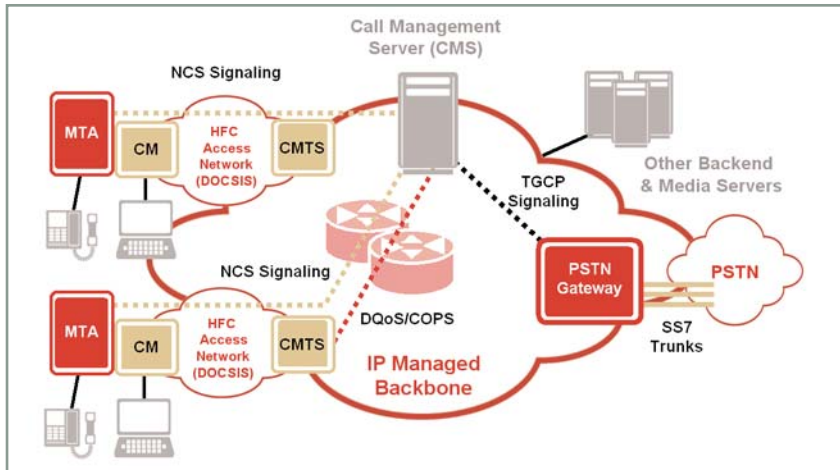 Call Management
Server (CMS)
NCS Signaling
MTA
CM
HFC
Access
Network
(DOCSIS)
CMTS
Other Backend
& Media Servers
TGCP
Signaling
NCS Signaling
DQoS/COPS
PSTN
Gateway
PSTN
SS7
Trunks
MTA
CM
HFC
Access
Network
(DOCSIS)
CMTS
IP Managed
Backbone